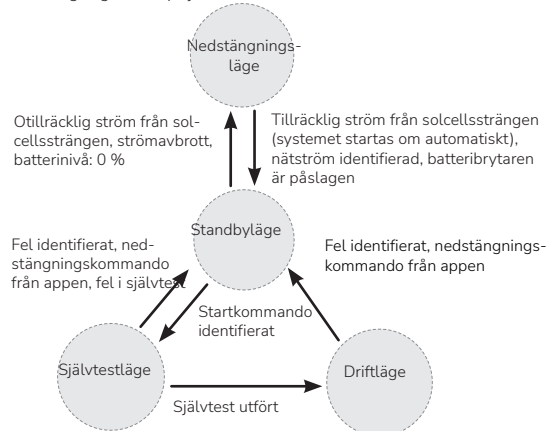 Nedstängnings-
läge
Otillräcklig ström från sol-
cellssträngen, strömavbrott,
batterinivå: 0 %
Tillräcklig ström från solcellssträngen
(systemet startas om automatiskt),
nätström identifierad, batteribrytaren
är påslagen
Standbyläge
Fel identifierat, ned-
stängningskommando
från appen, fel i självtest
Fel identifierat, nedstängnings-
kommando från appen
Startkommando
identifierat
Självtestläge
Driftläge
Självtest utfört